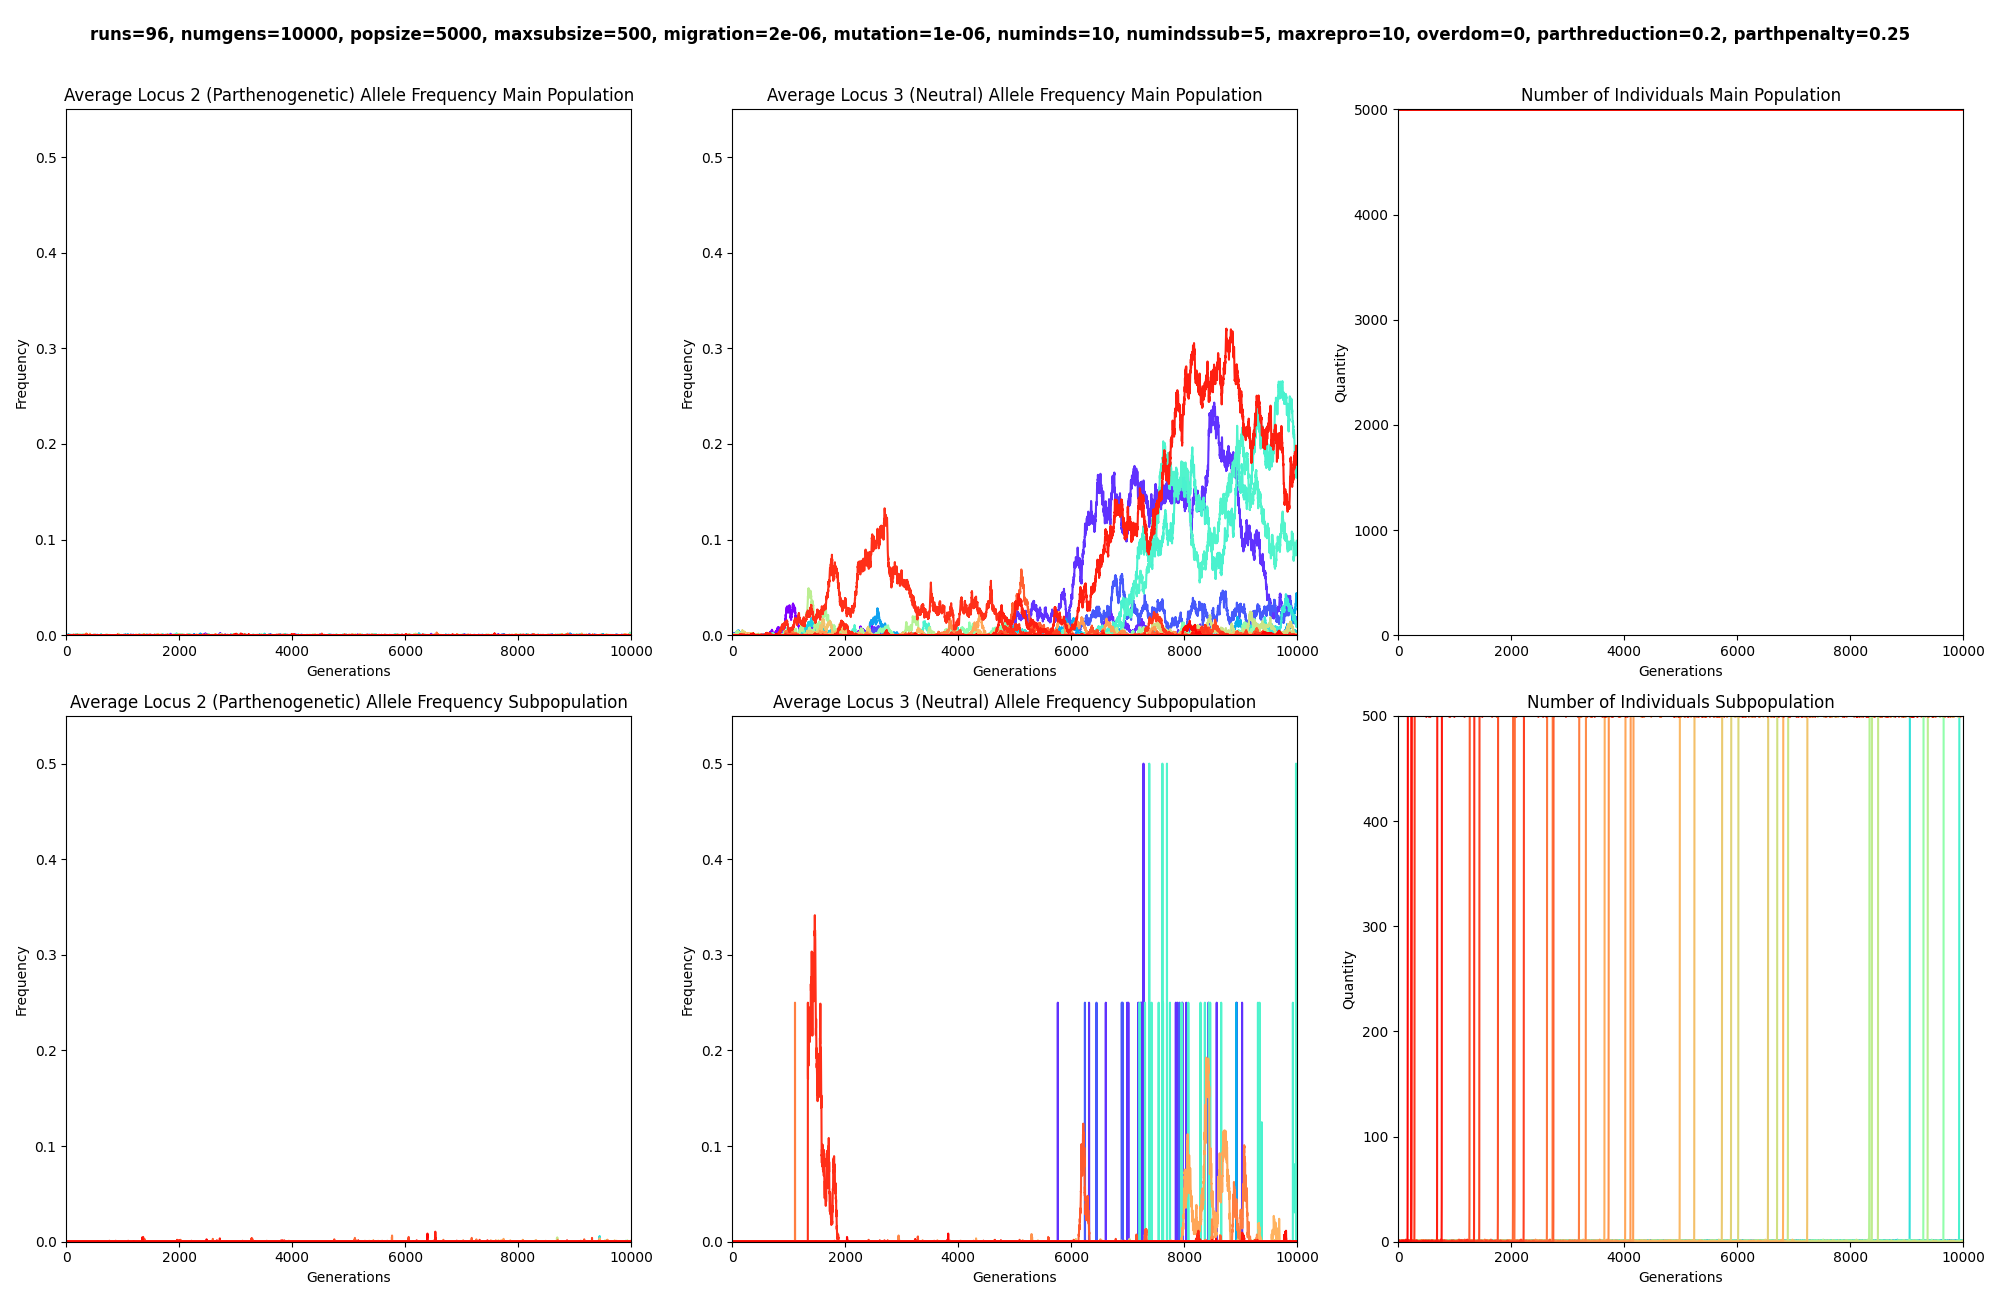 runs=96, numgens=10000, popsize=5000, maxsubsize=500, migration=2e-06, mutation=1e-06, numinds=10, numindssub=5, maxrepro=10, overdom=0, parthreduction=0.2, parthpenalty=0.25
Average Locus 2 (Parthenogenetic) Allele Frequency Main Population
0.5
0.4
0.3
0.2
0.1
0.0
Frequency
0 2000 4000 6000 8000 10000
Generations
Average Locus 3 (Neutral) Allele Frequency Main Population
0.5
0.4
0.3
0.2
0.1
0.0
Frequency
0 2000 4000 6000 8000 10000
Generations
Number of Individuals Main Population
5000
4000
3000
2000
1000
0
Quantity
0 2000 4000 6000 8000 10000
Generations
Average Locus 2 (Parthenogenetic) Allele Frequency Subpopulation
0.5
0.4
0.3
0.2
0.1
0.0
Frequency
0 2000 4000 6000 8000 10000
Generations
Average Locus 3 (Neutral) Allele Frequency Subpopulation
0.5
0.4
0.3
0.2
0.1
0.0
Frequency
0 2000 4000 6000 8000 10000
Generations
Number of Individuals Subpopulation
500
400
300
200
100
0
Quantity
0 2000 4000 6000 8000 10000
Generations